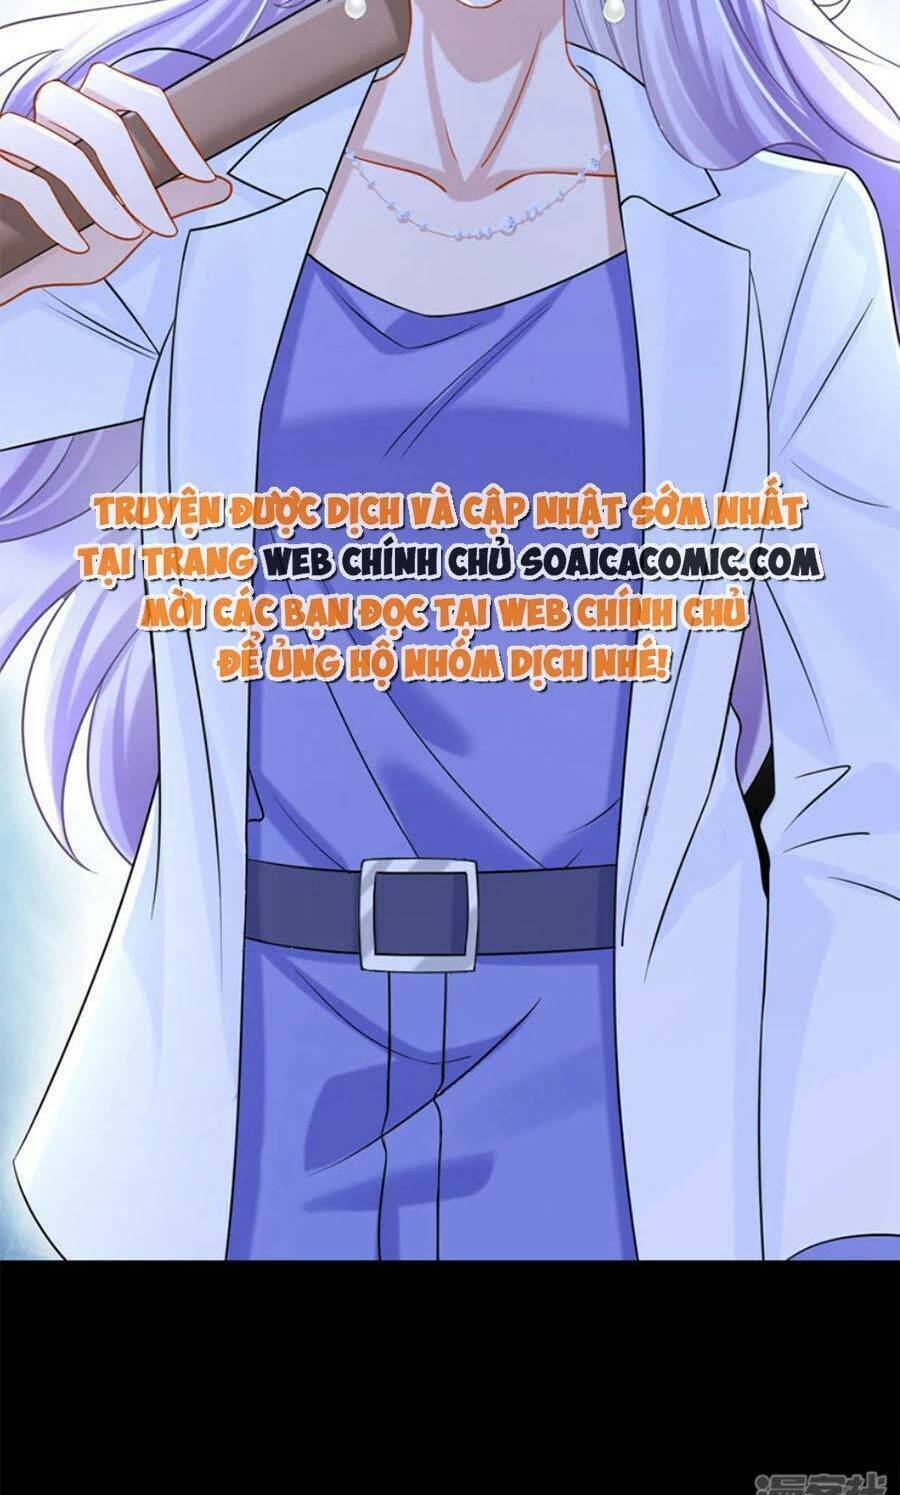 TRUYỆN ĐƯỢC DỊCH VÀ CẬP NHẬT SỚM NHẤT
TẠI TRANG WEB CHÍNH CHỦ SOAICACOMIC.COM
MỜI CÁC BẠN ĐỌC TẠI WEB CHÍNH CHỦ
ĐỂ ỦNG HỘ NHÓM DỊCH NHÉ!